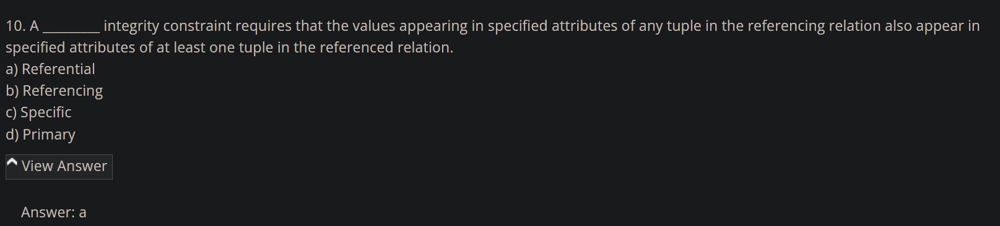 10. A _________ integrity constraint requires that the values appearing in specified attributes of any tuple in the referencing relation also appear in
specified attributes of at least one tuple in the referenced relation.
a) Referential
b) Referencing
c) Specific
d) Primary
View Answer
Answer: a